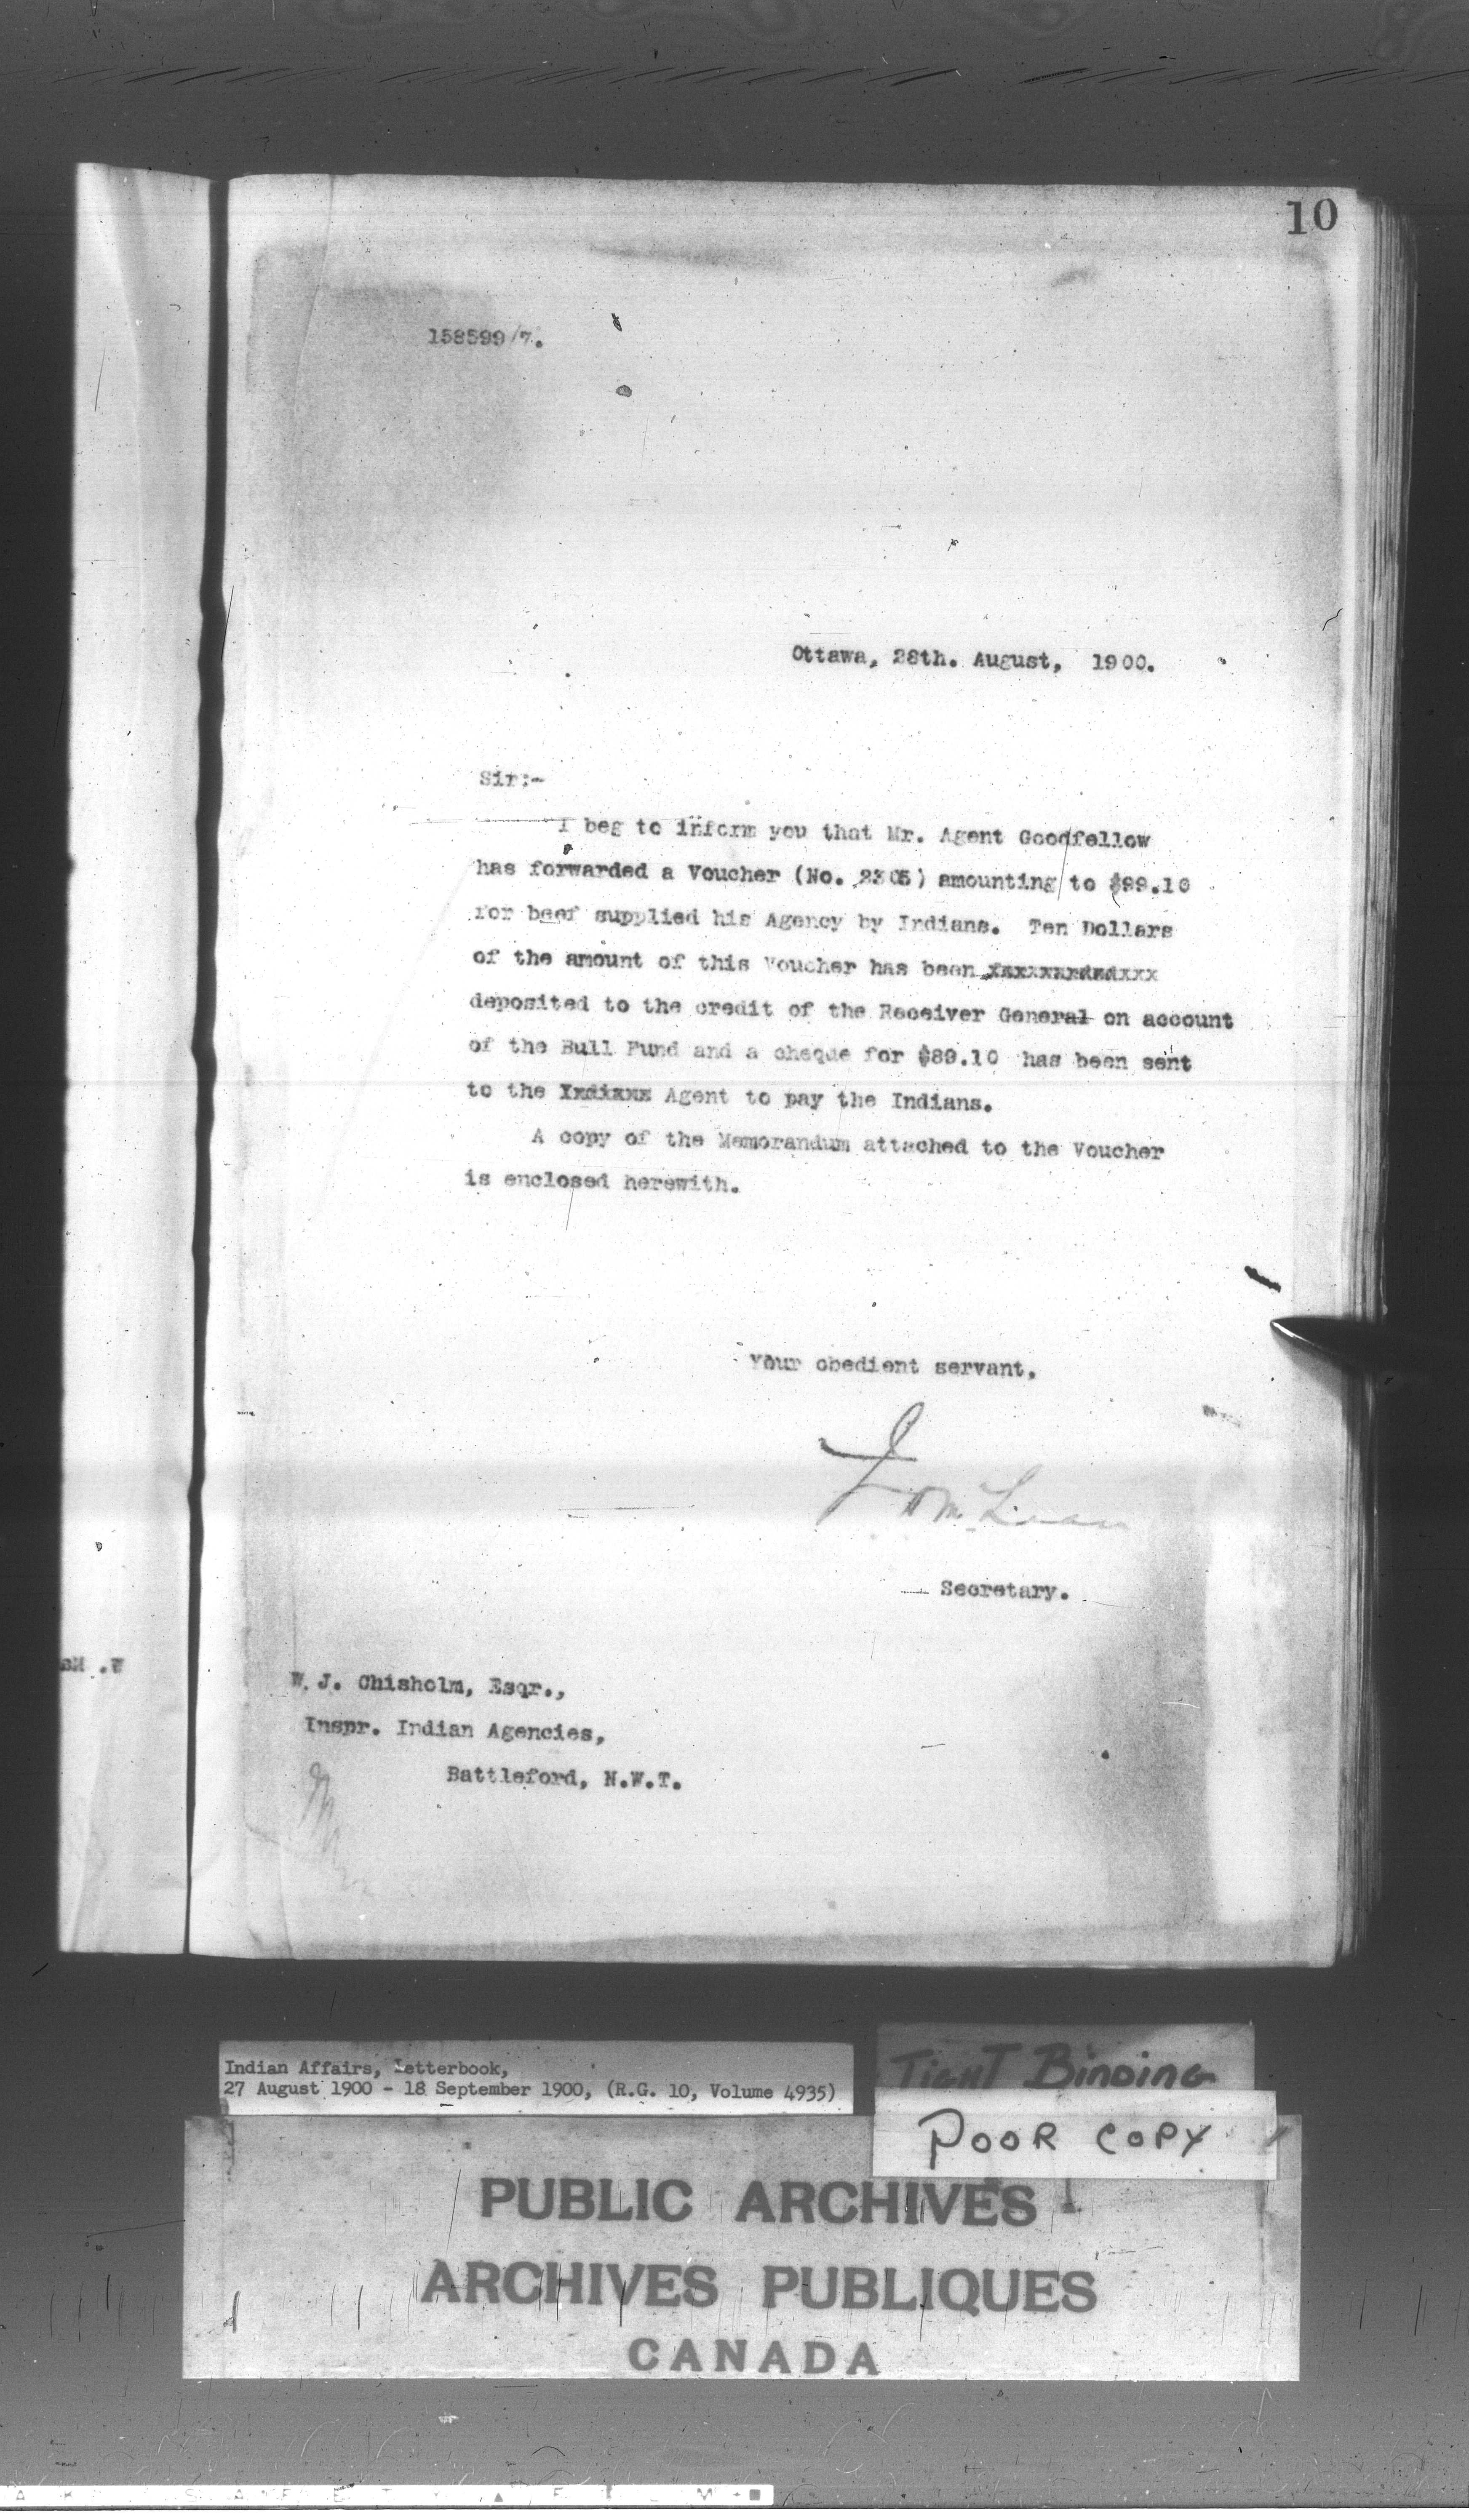 10
158599/7.
Ottawa, 28th. August, 1900.
Sir:-
I beg to inform you that Mr. Agent Goodfellow
has forwarded a Voucher (No. 2305) amounting to $99.10
for beef supplied his Agency by Indians. Ten Dollars
of the amount of this Voucher has been
deposited to the credit of the Receiver General on account
of the Bull Fund and a cheque for $89.10 has been sent
to the Agent to pay the Indians.
A copy of the Memorandum attached to the Voucher
is enclosed herewith.
Your obedient servant,
McLean
Secretary.
W. J. Chisholm, Esqr.,
Inspr. Indian Agencies,
Battleford, N.W.T.
Indian Affairs, Letterbook,
27 August 1900 - 18 September 1900, (R.G. 10, Volume 4935)
TIGHT BINDING
POOR COPY
PUBLIC ARCHIVES
ARCHIVES PUBLIQUES
CANADA